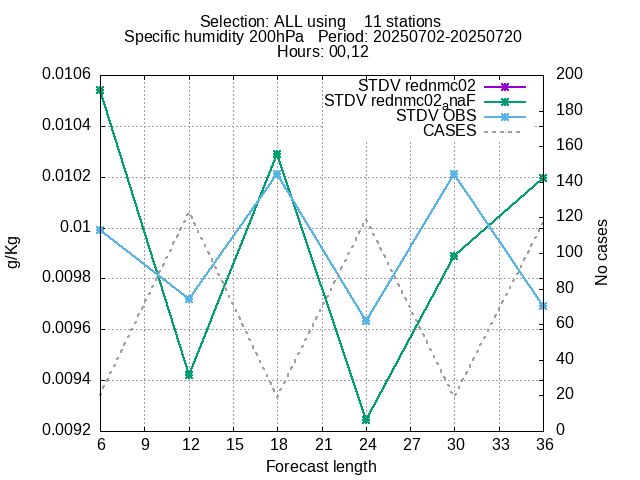 Selection: ALL using    11 stations
Specific humidity 200hPa   Period: 20250702-20250720
Hours: 00,12
STDV rednmc02
STDV rednmc02anaF
STDV OBS
CASES
0.0106
0.0104
0.0102
0.01
0.0098
0.0096
0.0094
0.0092
g/Kg
200
180
160
140
120
100
80
60
40
20
0
No cases
6 9 12 15 18 21 24 27 30 33 36
Forecast length